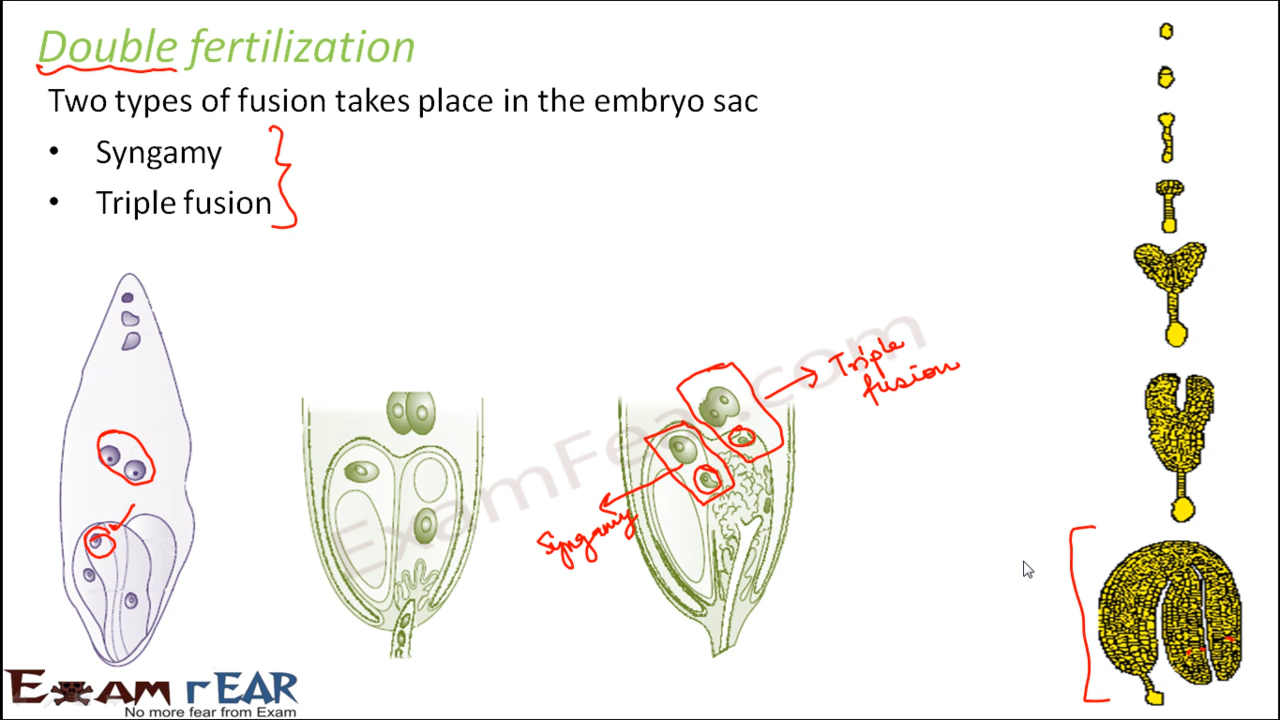 Double fertilization
Two types of fusion takes place in the embryo sac
• Syngamy
• Triple fusion
Triple
fusion
Syngamy
ExamFear.com
Exam fEAR
No more fear from Exam